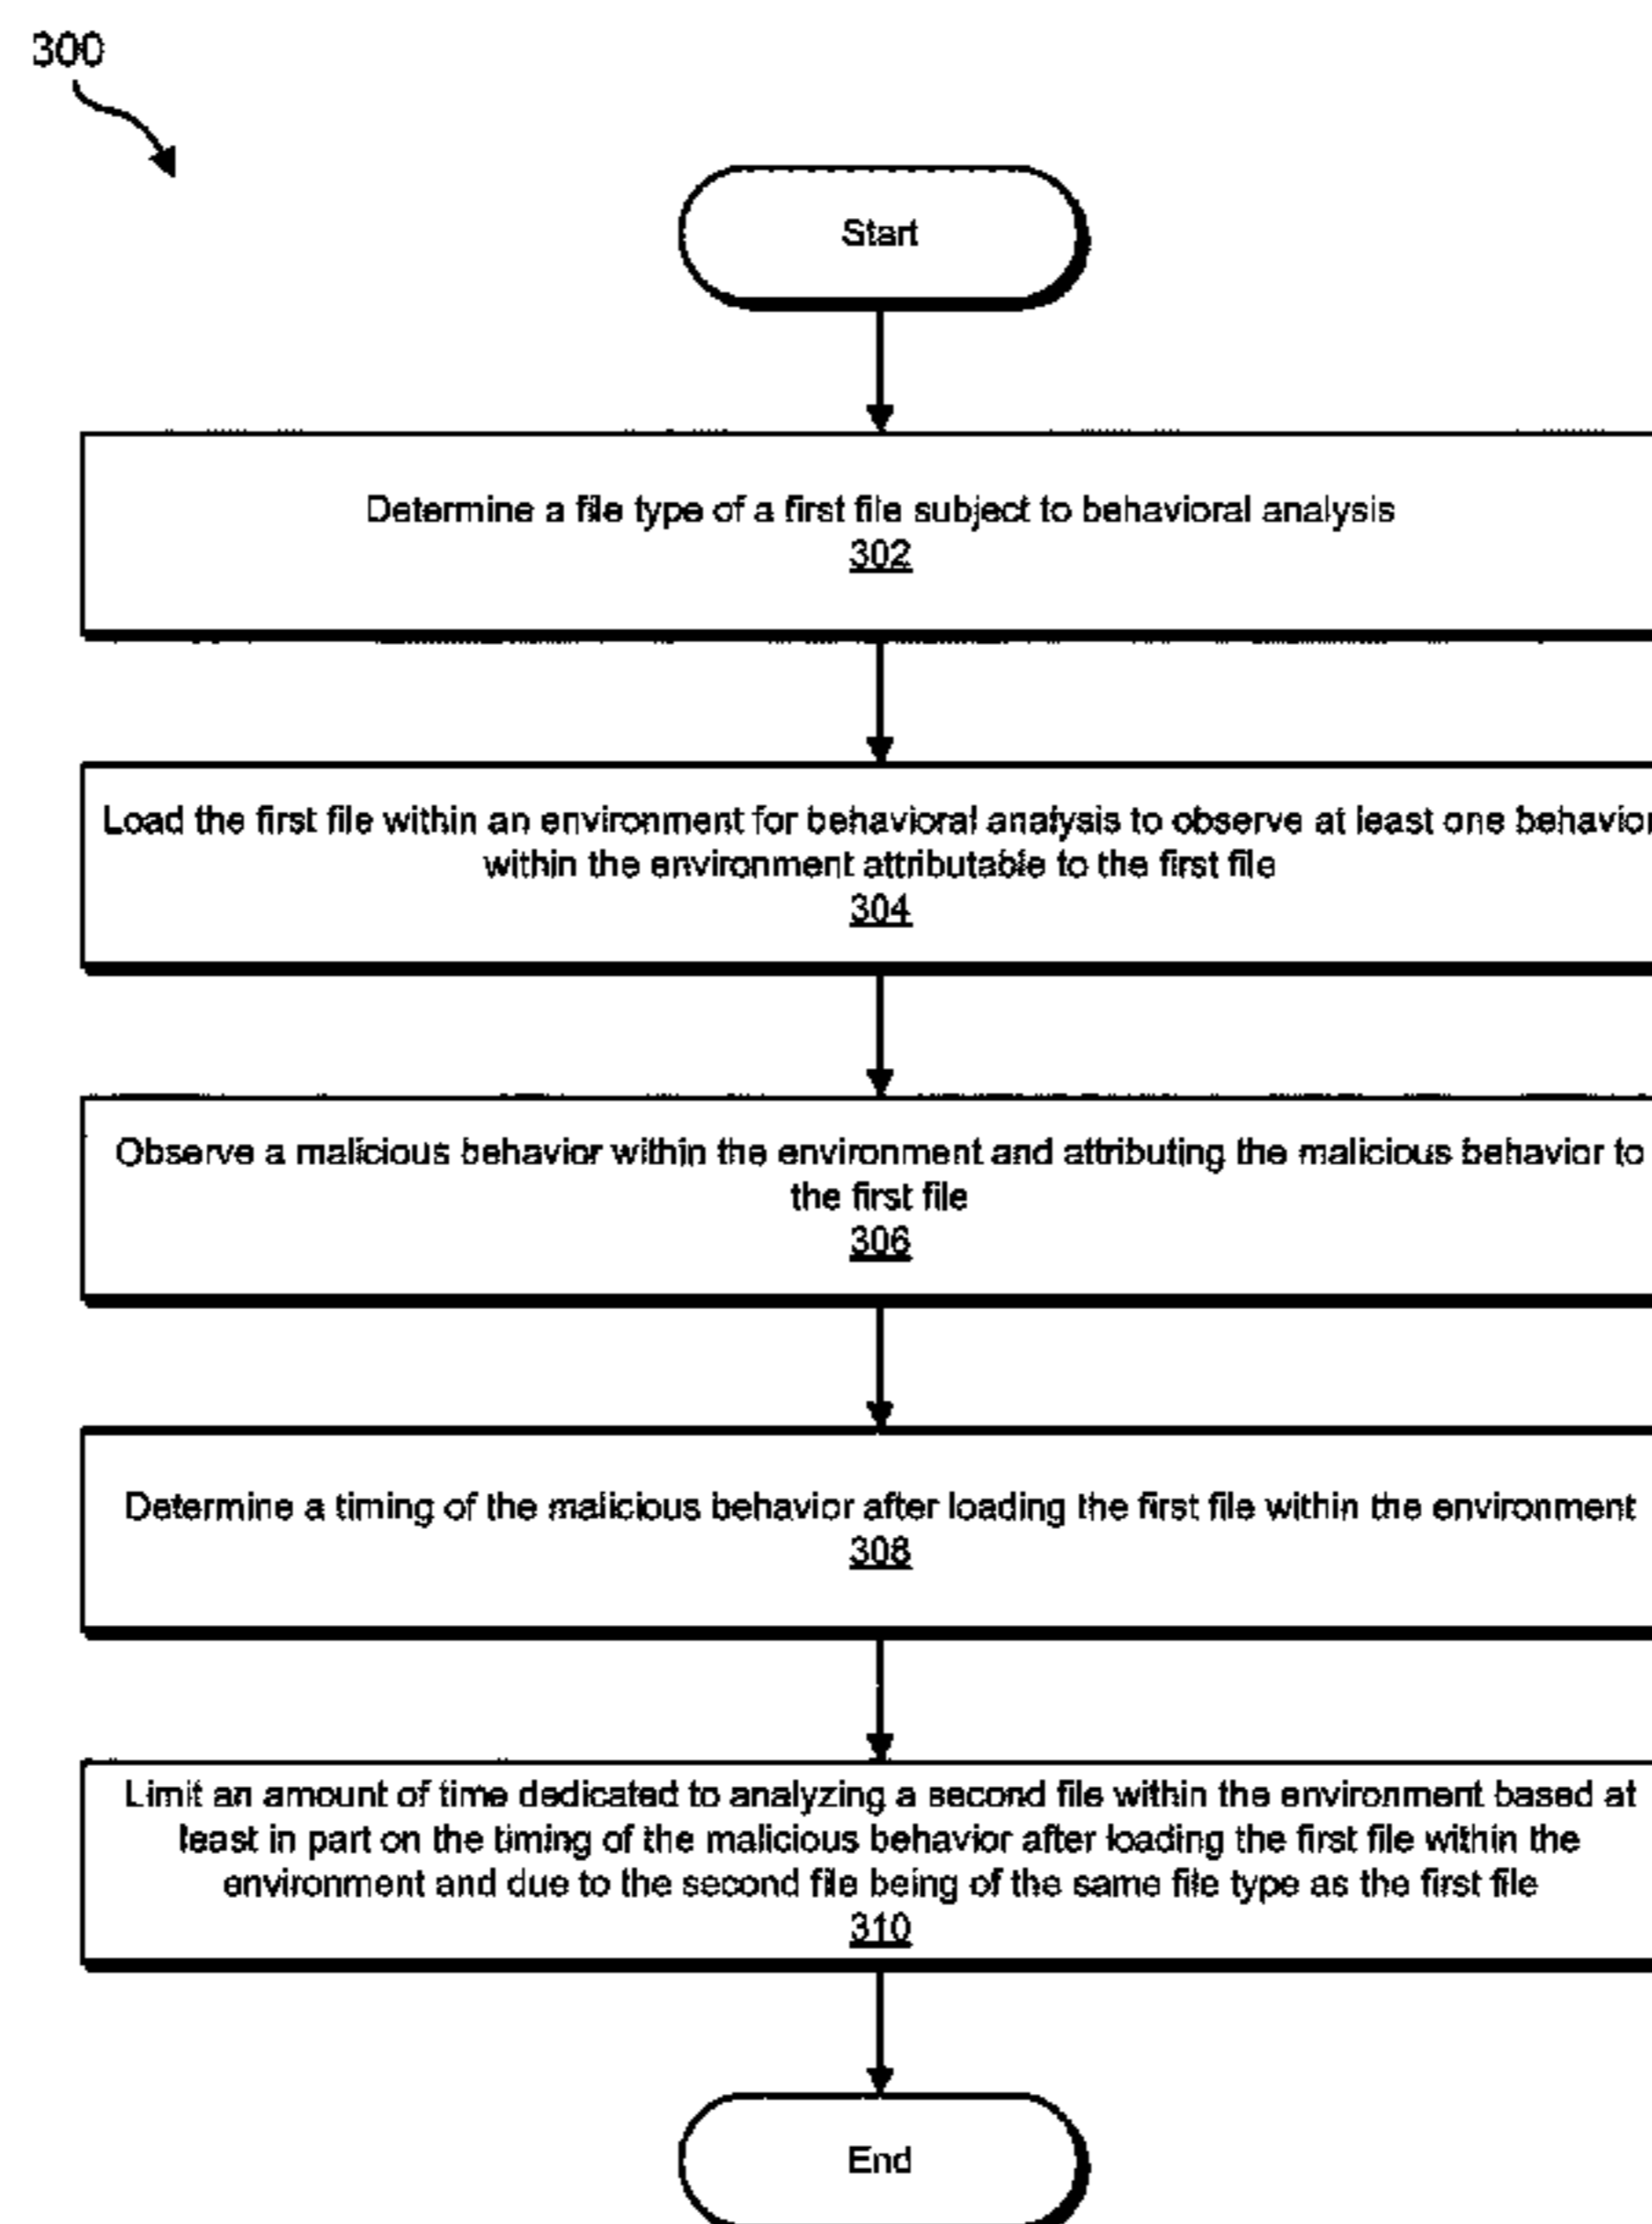 300
Start
Determine a file type of a first file subject to behavioral analysis
302
Load the first file within an environment for behavioral analysis to observe at least one behavior
within the environment attributable to the first file
304
Observe a malicious behavior within the environment and attributing the malicious behavior to
the first file
306
Determine a timing of the malicious behavior after loading the first file within the environment
308
Limit an amount of time dedicated to analyzing a second file within the environment based at
least in part on the timing of the malicious behavior after loading the first file within the
environment and due to the second file being of the same file type as the first file
310
End